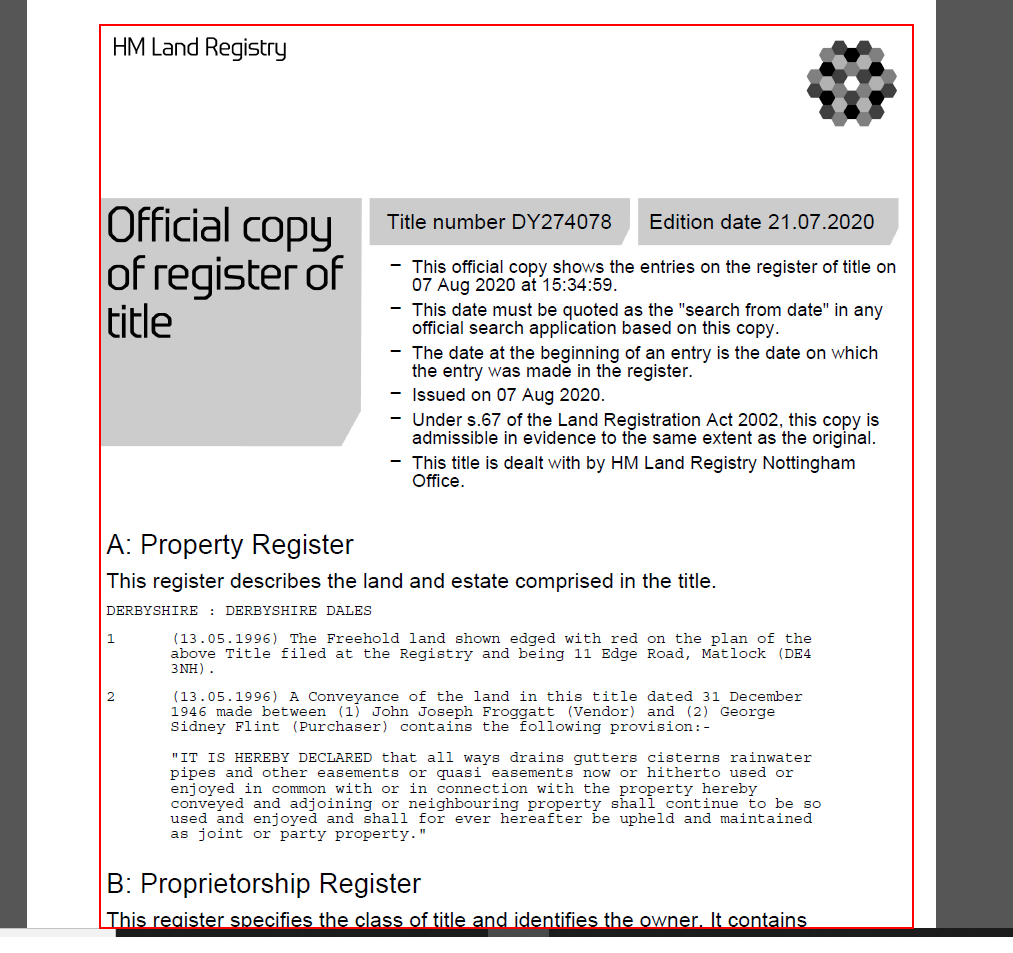 HM Land Registry
Official copy
of register of
title
Title number DY274078
Edition date 21.07.2020
– This official copy shows the entries on the register of title on
07 Aug 2020 at 15:34:59.
– This date must be quoted as the "search from date" in any
official search application based on this copy.
– The date at the beginning of an entry is the date on which
the entry was made in the register.
– Issued on 07 Aug 2020.
– Under s.67 of the Land Registration Act 2002, this copy is
admissible in evidence to the same extent as the original.
– This title is dealt with by HM Land Registry Nottingham
Office.
A: Property Register
This register describes the land and estate comprised in the title.
DERBYSHIRE : DERBYSHIRE DALES
1 (13.05.1996) The Freehold land shown edged with red on the plan of the
above Title filed at the Registry and being 11 Edge Road, Matlock (DE4
3NH).
2 (13.05.1996) A Conveyance of the land in this title dated 31 December
1946 made between (1) John Joseph Froggatt (Vendor) and (2) George
Sidney Flint (Purchaser) contains the following provision:-
"IT IS HEREBY DECLARED that all ways drains gutters cisterns rainwater
pipes and other easements or quasi easements now or hitherto used or
enjoyed in common with or in connection with the property hereby
conveyed and adjoining or neighbouring property shall continue to be so
used and enjoyed and shall for ever hereafter be upheld and maintained
as joint or party property."
B: Proprietorship Register
This register specifies the class of title and identifies the owner. It contains